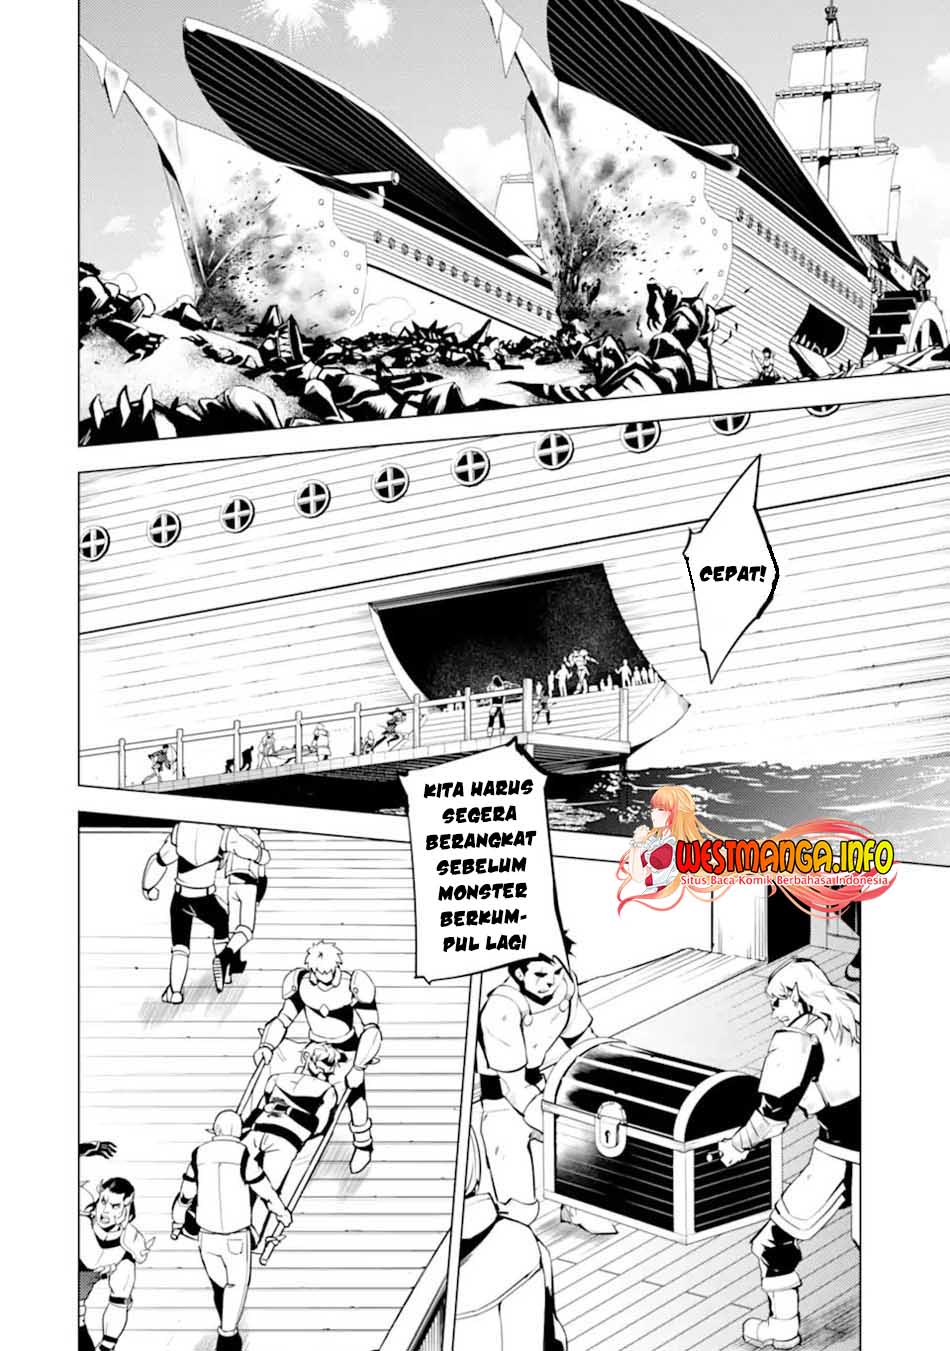 CEPAT!
KITA HARUS
SEGERA
BERANGKAT
SEBELUM
MONSTER
BERKUM-
PUL LAGI
WESTMANGA.INFO
Situs Baca Komik Berbahasa Indonesia